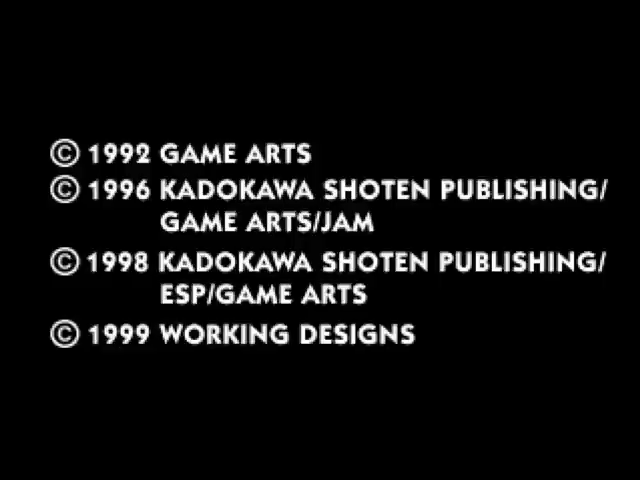 © 1992 GAME ARTS
© 1996 KADOKAWA SHOTEN PUBLISHING/
GAME ARTS/JAM
© 1998 KADOKAWA SHOTEN PUBLISHING/
ESP/GAME ARTS
© 1999 WORKING DESIGNS